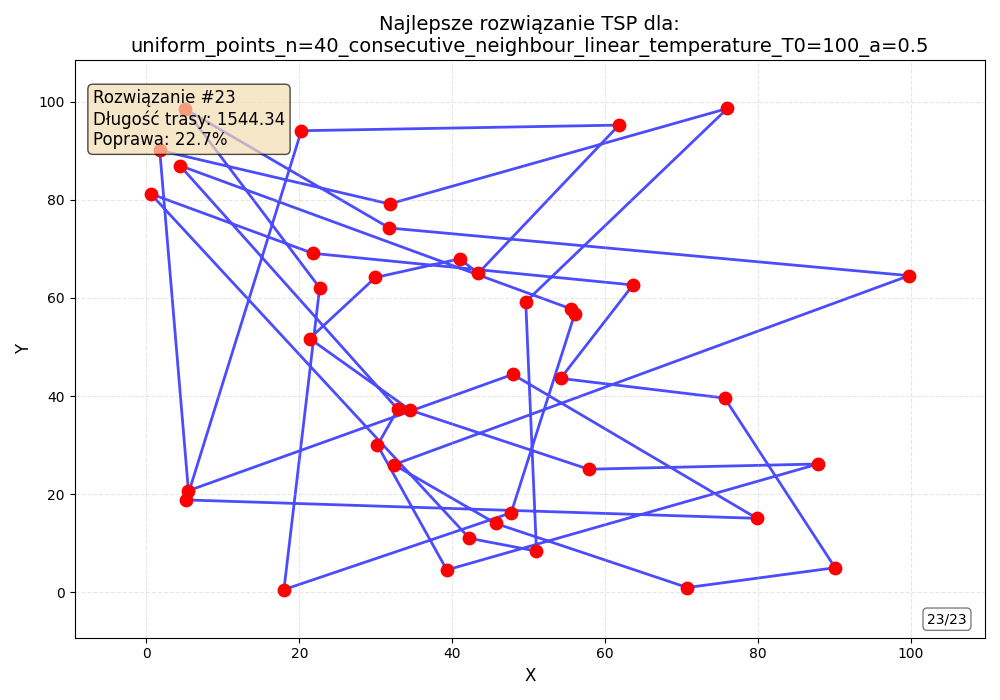 Najlepsze rozwiązanie TSP dla:
uniform_points_n=40_consecutive_neighbour_linear_temperature_T0=100_a=0.5
Rozwiązanie #23
Długość trasy: 1544.34
Poprawa: 22.7%
100
80
60
40
20
0
Y
23/23
0 20 40 60 80 100
X